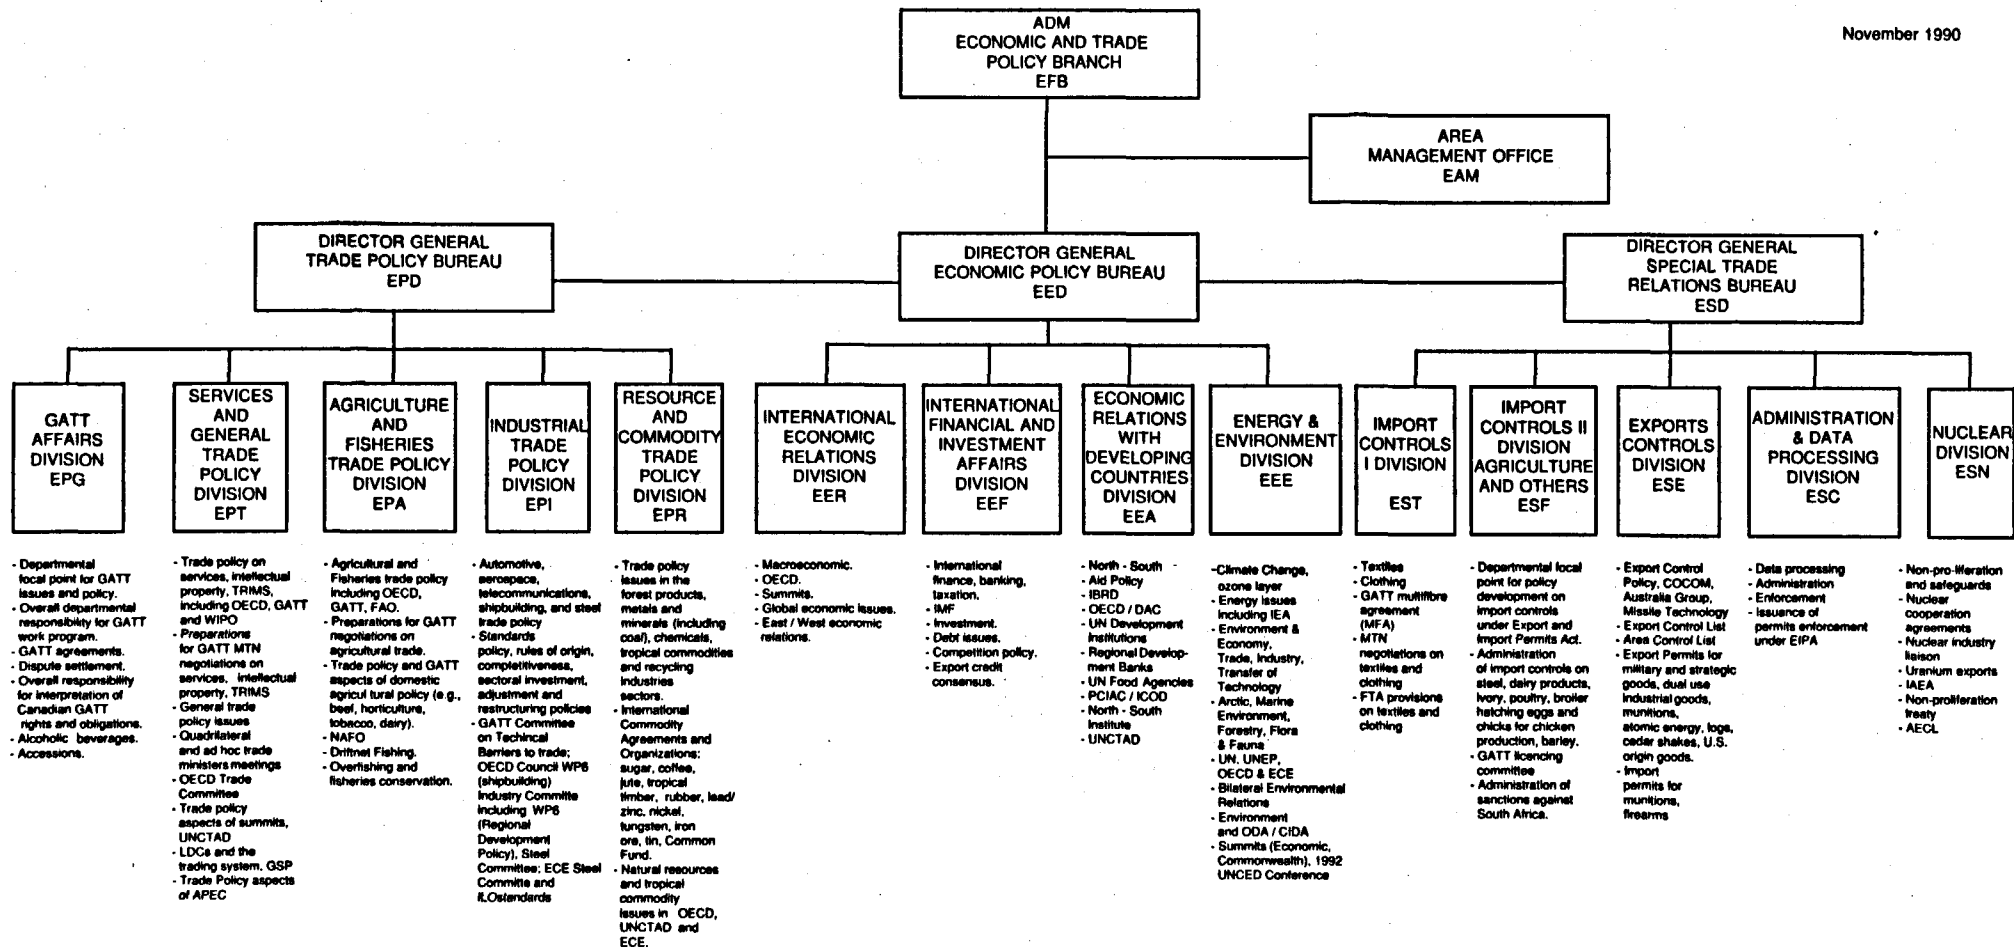 November 1990
ADM
ECONOMIC AND TRADE
POLICY BRANCH
EFB
AREA
MANAGEMENT OFFICE
EAM
DIRECTOR GENERAL
TRADE POLICY BUREAU
EPD
DIRECTOR GENERAL
ECONOMIC POLICY BUREAU
EED
DIRECTOR GENERAL
SPECIAL TRADE
RELATIONS BUREAU
ESD
GATT
AFFAIRS
DIVISION
EPG
SERVICES
AND
GENERAL
TRADE
POLICY
DIVISION
EPT
AGRICULTURE
AND
FISHERIES
TRADE POLICY
DIVISION
EPA
INDUSTRIAL
TRADE
POLICY
DIVISION
EPI
RESOURCE
AND
COMMODITY
TRADE
POLICY
DIVISION
EPR
INTERNATIONAL
ECONOMIC
RELATIONS
DIVISION
EER
INTERNATIONAL
FINANCIAL AND
INVESTMENT
AFFAIRS
DIVISION
EEF
ECONOMIC
RELATIONS
WITH
DEVELOPING
COUNTRIES
DIVISION
EEA
ENERGY &
ENVIRONMENT
DIVISION
EEE
IMPORT
CONTROLS
I DIVISION
EST
IMPORT
CONTROLS II
DIVISION
AGRICULTURE
AND OTHERS
ESF
EXPORTS
CONTROLS
DIVISION
ESE
ADMINISTRATION
& DATA
PROCESSING
DIVISION
ESC
NUCLEAR
DIVISION
ESN
- Departmental
focal point for GATT
issues and policy.
- Overall departmental
responsibility for GATT
work program.
- GATT agreements.
- Dispute settlement.
- Overall responsibility
for interpretation of
Canadian GATT
rights and obligations.
- Alcoholic beverages.
- Accessions.
- Trade policy on
services, intellectual
property, TRIMS,
including OECD, GATT
and WIPO
- Preparations
for GATT MTN
negotiations on
services, intellectual
property, TRIMS
- General trade
policy issues
- Quadrilateral
and ad hoc trade
ministers meetings
- OECD Trade
Committee
- Trade policy
aspects of summits,
UNCTAD
- LDCs and the
trading system, GSP
- Trade Policy aspects
of APEC
- Agricultural and
Fisheries trade policy
including OECD,
GATT, FAO.
- Preparations for GATT
negotiations on
agricultural trade.
- Trade policy and GATT
aspects of domestic
agricul tural policy (e.g.,
beef, horticulture,
tobacco, dairy).
- NAFO
- Driftnet Fishing.
- Overfishing and
fisheries conservation.
- Automotive,
aerospace,
telecommunications,
shipbuilding, and steel
trade policy
- Standards
policy, rules of origin,
completitiveness,
sectoral investment,
adjustment and
restructuring policies
- GATT Committee
on Techincal
Barriers to trade;
OECD Council WP6
(shipbuilding)
Industry Committe
including WP6
(Regional
Development
Policy), Steel
Committee; ECE Steel
Committe and
ILOstandards
- Trade policy
issues in the
forest products,
metals and
minerals (including
coal), chemicals,
tropical commodities
and recycling
industries
sectors.
- International
Commodity
Agreements and
Organizations;
sugar, coffee,
jute, tropical
timber, rubber, lead/
zinc, nickel,
tungsten, iron
ore, tin, Common
Fund.
- Natural resources
and tropical
commodity
issues in OECD,
UNCTAD and
ECE.
- Macroeconomic.
- OECD.
- Summits.
- Global economic issues.
- East / West economic
relations.
- International
finance, banking,
taxation.
- IMF
- Investment.
- Debt issues.
- Competition policy.
- Export credit
consensus.
- North - South
- Aid Policy
- IBRD
- OECD / DAC
- UN Development
Institutions
- Regional Develop-
ment Banks
- UN Food Agencies
- PCIAC / ICOD
- North - South
Institute
- UNCTAD
-Climate Change,
ozone layer
- Energy issues
including IEA
- Environment &
Economy,
Trade, Industry,
Transfer of
Technology
- Arctic, Marine
Environment,
Forestry, Flora
& Fauna
- UN, UNEP,
OECD & ECE
- Bilateral Environmental
Relations
- Environment
and ODA / CIDA
- Summits (Economic,
Commonwealth), 1992
UNCED Conference
- Textiles
- Clothing
- GATT multifibre
agreement
(MFA)
- MTN
negotiations on
textiles and
clothing
- FTA provisions
on textiles and
clothing
- Departmental focal
point for policy
development on
import controls
under Export and
Import Permits Act.
- Administration
of import controls on
steel, dairy products,
ivory, poultry, broiler
hatching eggs and
chicks for chicken
production, barley.
- GATT licencing
committee
- Administration of
sanctions against
South Africa.
- Export Control
Policy, COCOM,
Australia Group,
Missile Technology
- Export Control List
- Area Control List
- Export Permits for
military and strategic
goods, dual use
industrial goods,
munitions,
atomic energy, logs,
cedar shakes, U.S.
origin goods.
- Import
permits for
munitions,
firearms
- Data processing
- Administration
- Enforcement
- Issuance of
permits enforcement
under EIPA
- Non-pro-liferation
and safeguards
- Nuclear
cooperation
agreements
- Nuclear industry
liaison
- Uranium exports
- IAEA
- Non-proliferation
treaty
- AECL